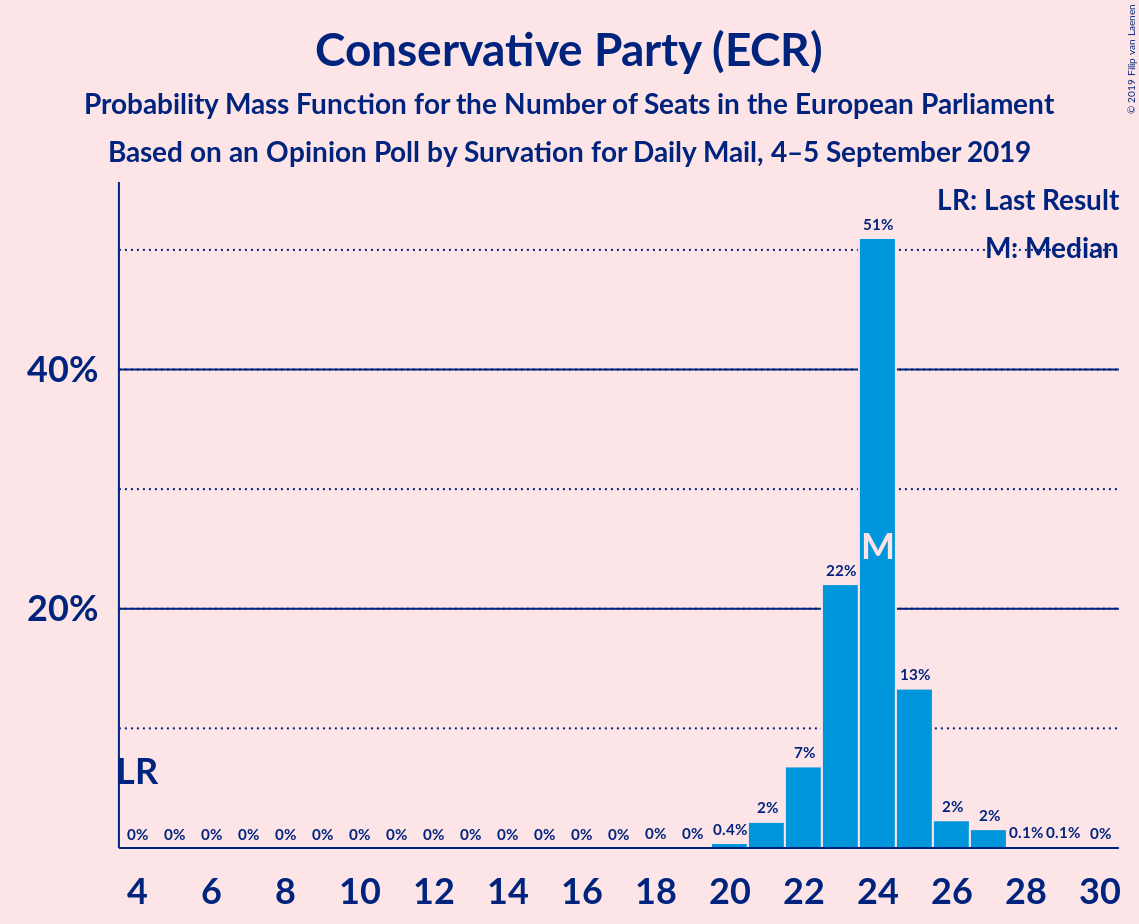 Conservative Party (ECR)
Probability Mass Function for the Number of Seats in the European Parliament
Based on an Opinion Poll by Survation for Daily Mail, 4–5 September 2019
© 2019 Filip van Laenen
LR: Last Result
M: Median
51%
40%
M
22%
20%
13%
LR
7%
0% 0% 0% 0% 0% 0% 0% 0% 0% 0% 0% 0% 0% 0% 0% 0% 0.4% 2% 2% 2% 0.1% 0.1% 0%
4 6 8 10 12 14 16 18 20 22 24 26 28 30